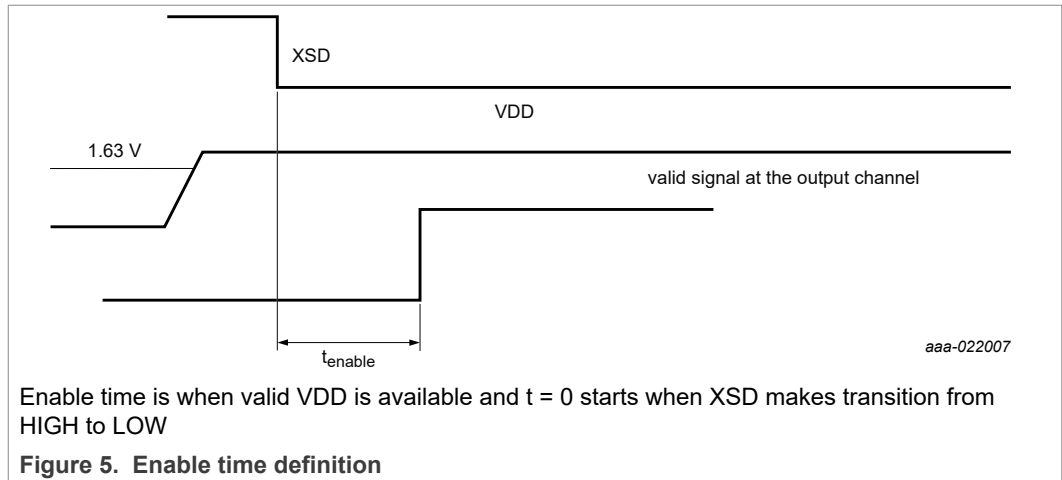 XSD
VDD
1.63 V
valid signal at the output channel
tenable
aaa-022007
Enable time is when valid VDD is available and t = 0 starts when XSD makes transition from
HIGH to LOW
Figure 5. Enable time definition